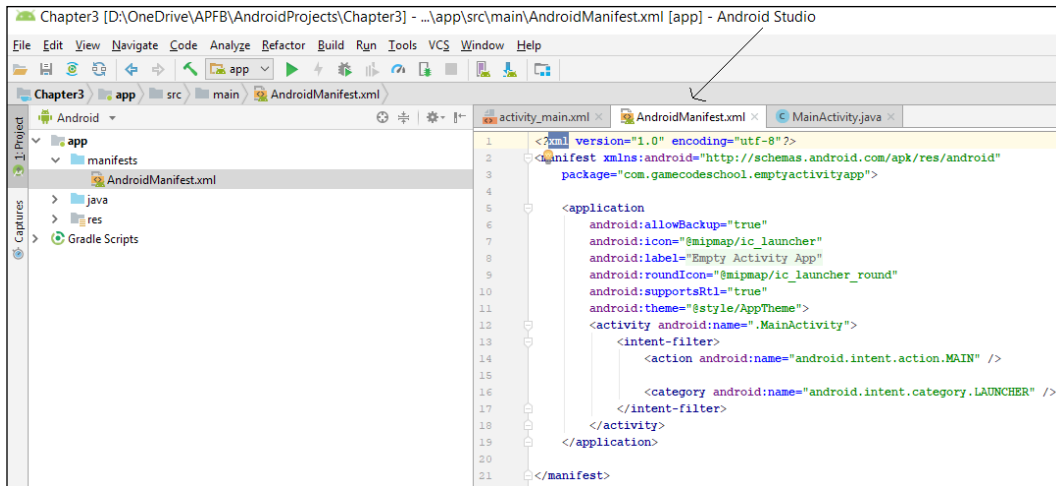 Chapter3 [D:\OneDrive\APFB\AndroidProjects\Chapter3] - ...\app\src\main\AndroidManifest.xml [app] - Android Studio
File Edit View Navigate Code Analyze Refactor Build Run Tools VCS Window Help
app
Chapter3 app src main AndroidManifest.xml
1: Project
Captures
Android
app
manifests
AndroidManifest.xml
java
res
Gradle Scripts
activity_main.xml × AndroidManifest.xml × C MainActivity.java ×
1 <?xml version="1.0" encoding="utf-8"?>
2 <manifest xmlns:android="http://schemas.android.com/apk/res/android"
3 package="com.gamecodeschool.emptyactivityapp">
4
5 <application
6 android:allowBackup="true"
7 android:icon="@mipmap/ic_launcher"
8 android:label="Empty Activity App"
9 android:roundIcon="@mipmap/ic_launcher_round"
10 android:supportsRtl="true"
11 android:theme="@style/AppTheme">
12 <activity android:name=".MainActivity">
13 <intent-filter>
14 <action android:name="android.intent.action.MAIN" />
15
16 <category android:name="android.intent.category.LAUNCHER" />
17 </intent-filter>
18 </activity>
19 </application>
20
21 </manifest>